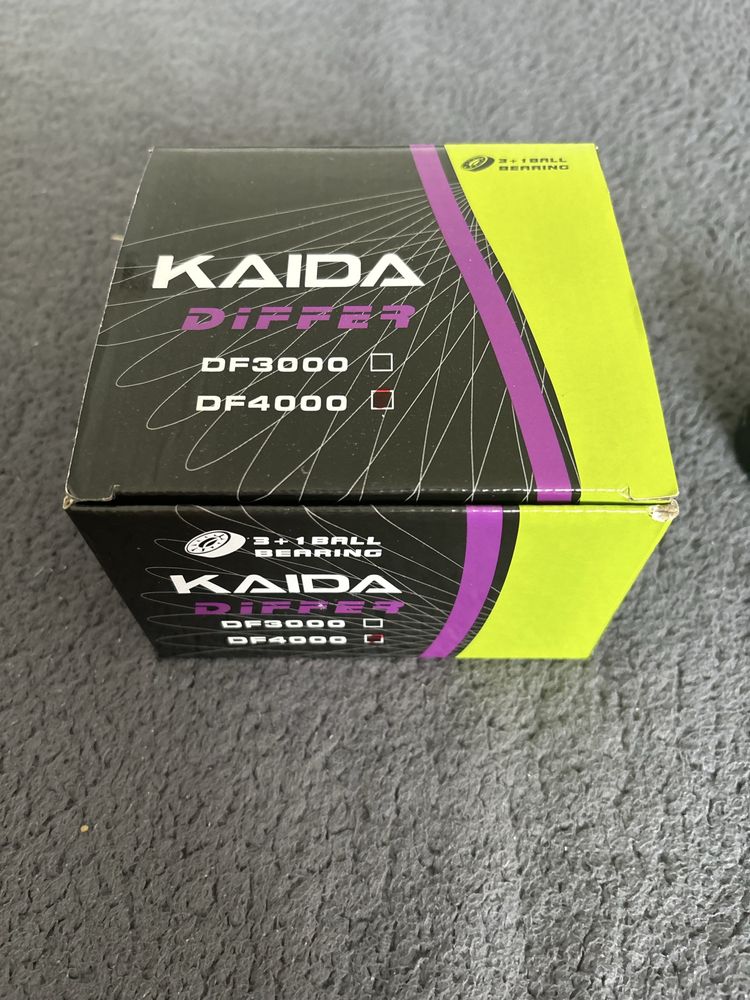 3+1 BALL
BEARING
KAIDA
DiFFER
DF3000
DF4000
3+1 BALL
BEARING
KAIDA
DiFFER
DF3000
DF4000